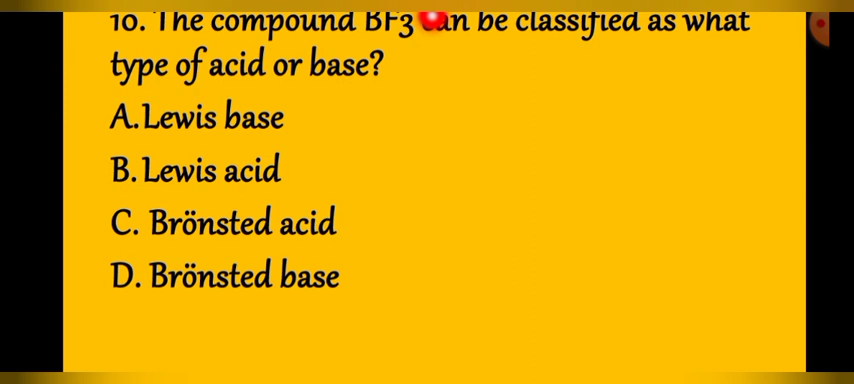 10. The compound BF3 can be classified as what
type of acid or base?
A. Lewis base
B. Lewis acid
C. Brönsted acid
D. Brönsted base